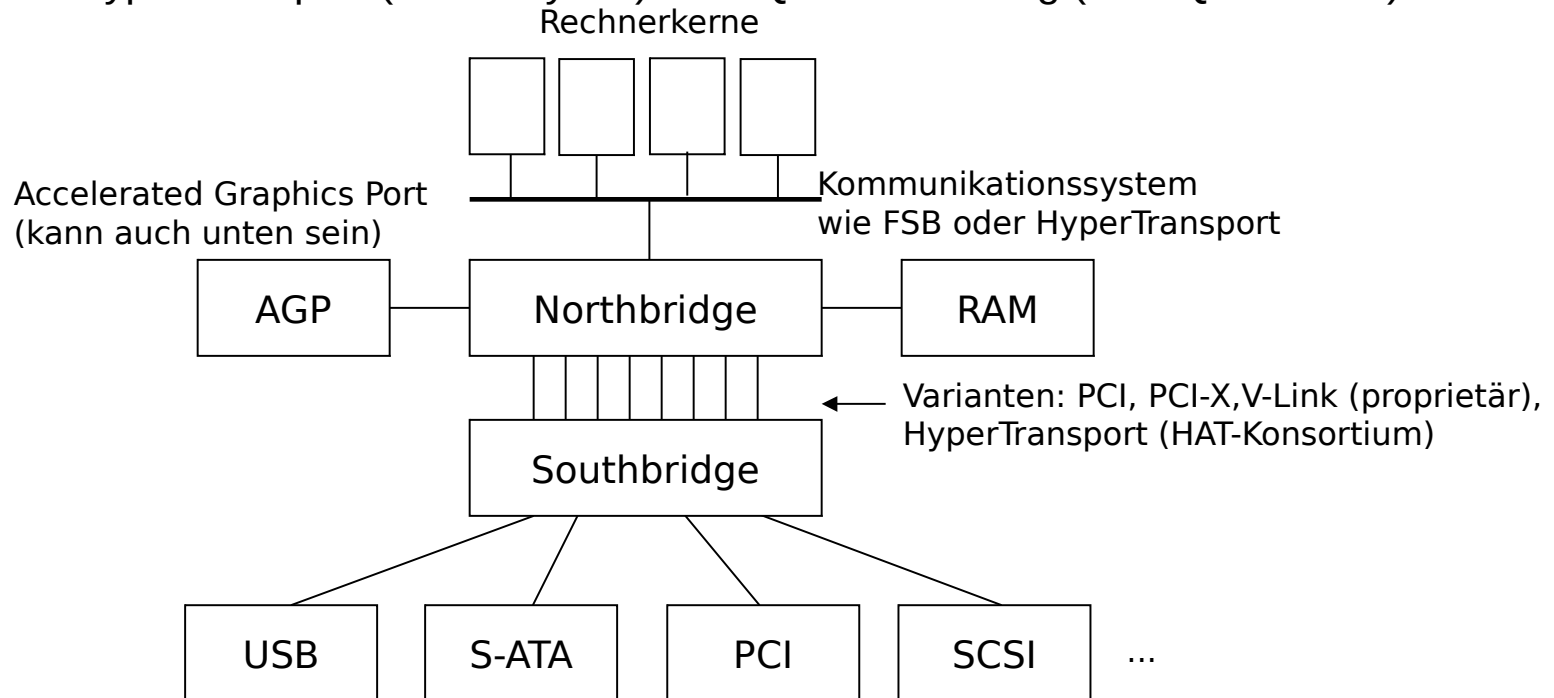 Rechnerkerne
Accelerated Graphics Port
(kann auch unten sein)
Kommunikationssystem
wie FSB oder HyperTransport
AGP
Northbridge
RAM
Varianten: PCI, PCI-X,V-Link (proprietär),
HyperTransport (HAT-Konsortium)
Southbridge
USB
S-ATA
PCI
SCSI
...